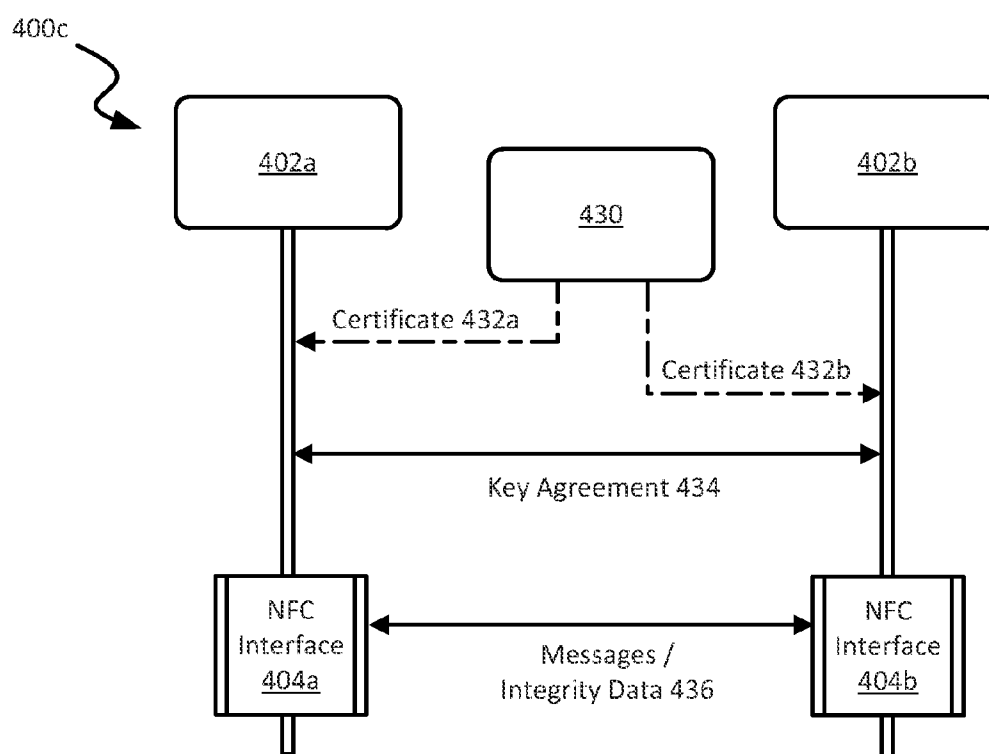 400c
402a
402b
430
Certificate 432a
Certificate 432b
Key Agreement 434
NFC
Interface
404a
NFC
Interface
404b
Messages /
Integrity Data 436